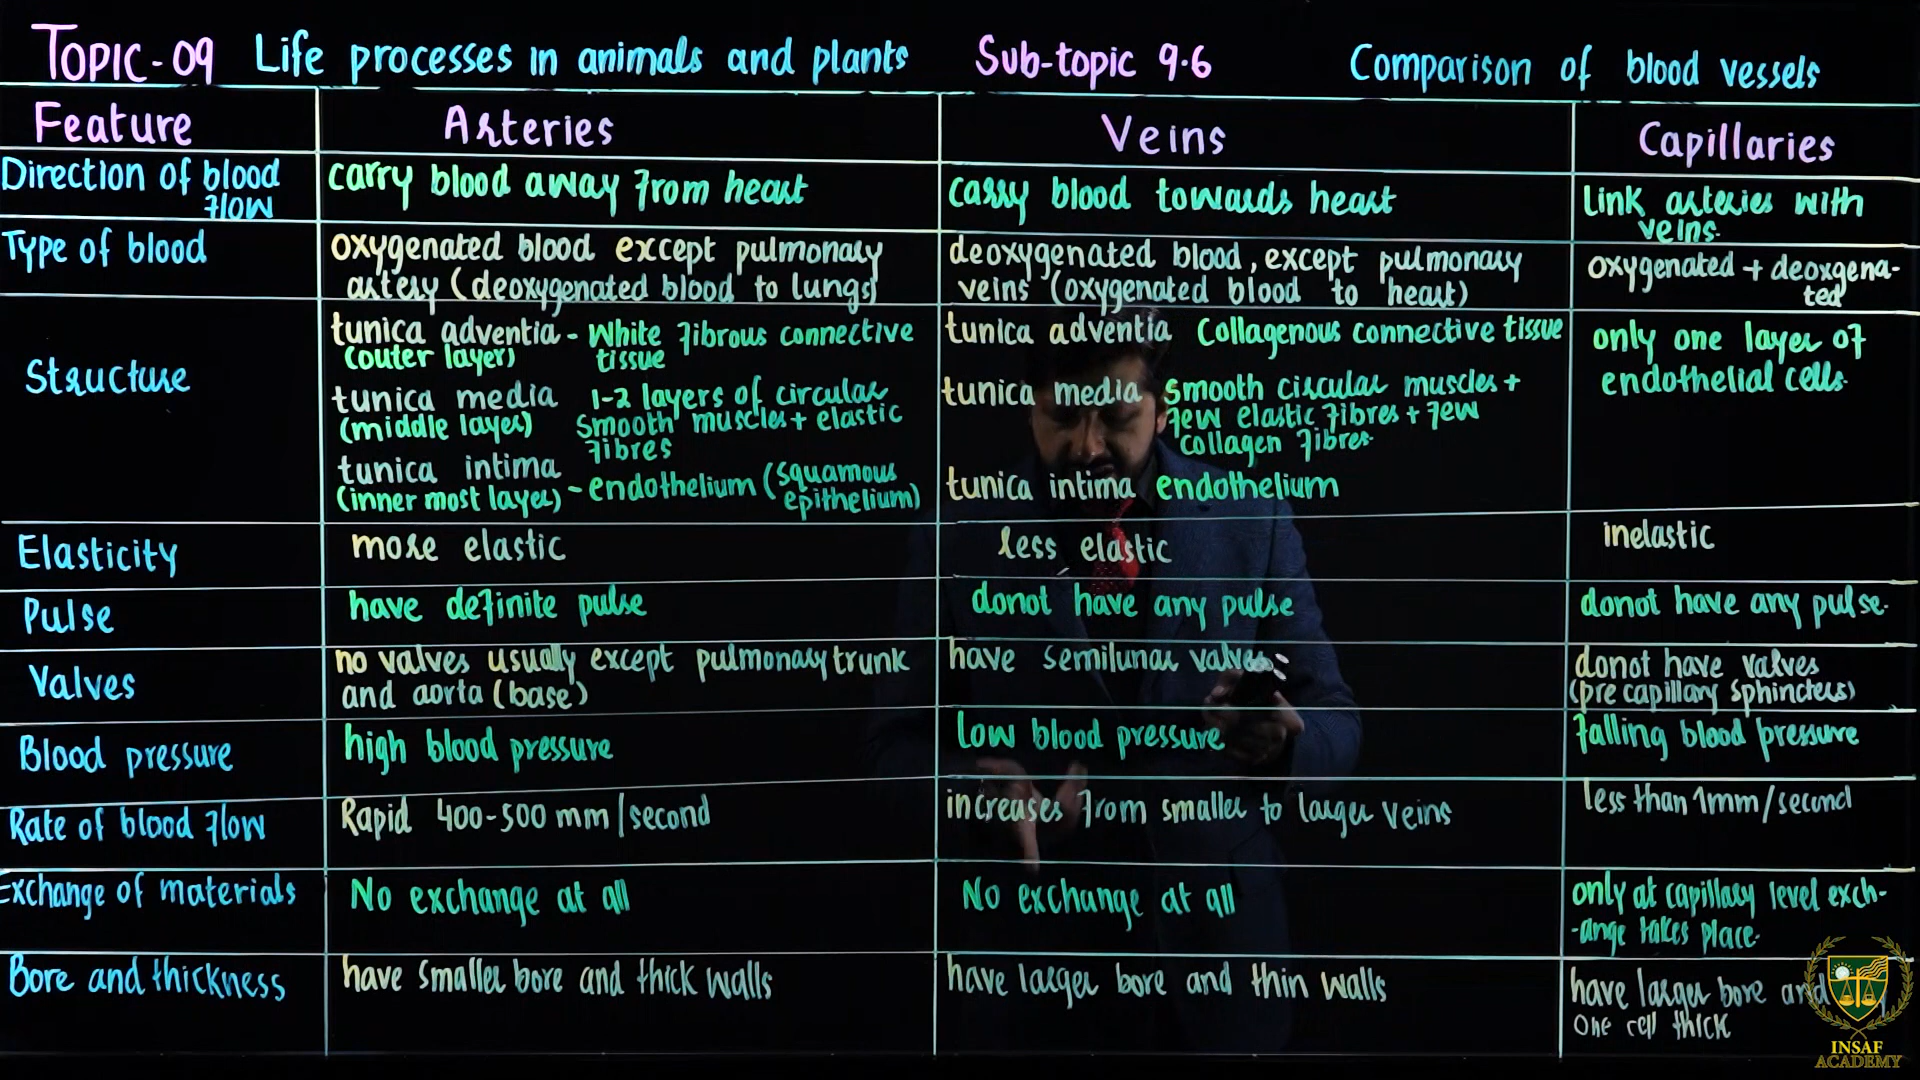 TOPIC-09 Life processes in animals and plants Sub-topic 9.6 Comparison of blood vessels
Feature Arteries Veins Capillaries
Direction of blood flow
carry blood away from heart
carry blood towards heart
Link arteries with
veins.
Type of blood
oxygenated blood except pulmonary
artery (deoxygenated blood to lungs)
deoxygenated blood, except pulmonary
veins (oxygenated blood to heart)
oxygenated + deoxgena-
ted
Structure
tunica adventia - White fibrous connective
(outer layer) tissue
tunica media 1-2 layers of circular
(middle layer) Smooth muscles + elastic
fibres
tunica intima
(inner most layer) - endothelium (squamous
epithelium)
tunica adventia Collagenous connective tissue
tunica media Smooth circular muscles +
few elastic fibres + few
collagen fibres.
tunica intima endothelium
only one layer of
endothelial cells.
Elasticity
more elastic
less elastic
inelastic
Pulse
have definite pulse
donot have any pulse
donot have any pulse.
Valves
no valves usually except pulmonary trunk
and aorta (base)
have semilunar valves
donot have valves
(pre capillary sphincters)
Blood pressure
high blood pressure
Low blood pressure
falling blood pressure
Rate of blood flow
Rapid 400-500 mm/second
increases from smaller to larger veins
less than 1mm/second
Exchange of materials
No exchange at all
No exchange at all
only at capillary level exch-
-ange takes place.
Bore and thickness
have smaller bore and thick walls
have larger bore and thin walls
have larger bore and
one cell thick
INSAF
ACADEMY